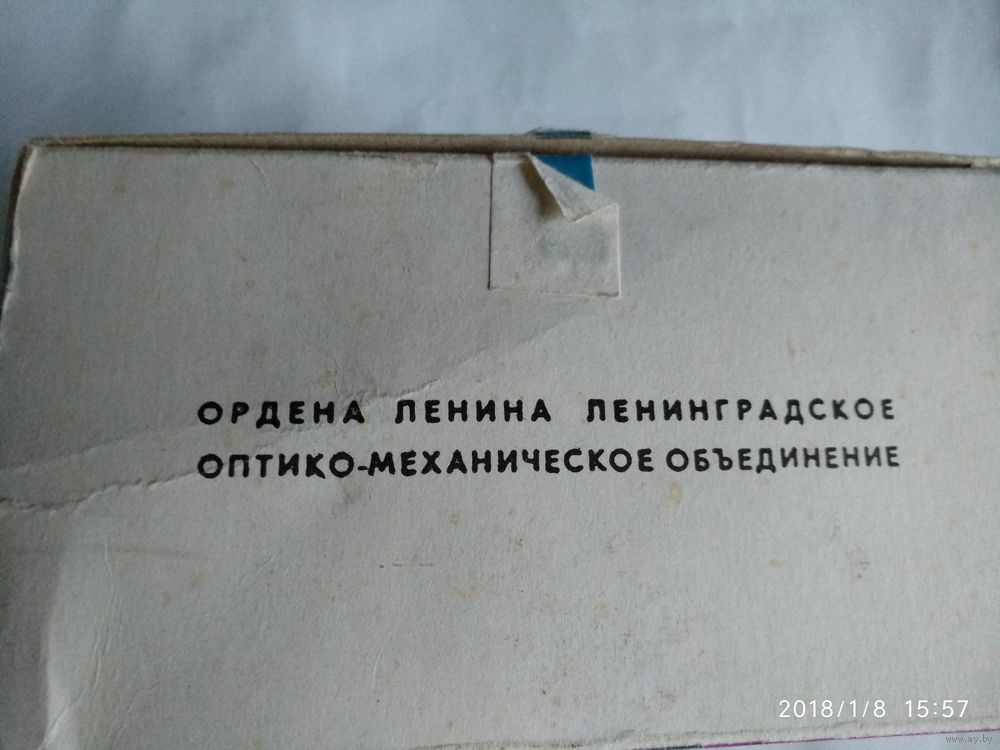 ОРДЕНА ЛЕНИНА ЛЕНИНГРАДСКОЕ
ОПТИКО-МЕХАНИЧЕСКОЕ ОБЪЕДИНЕНИЕ
2018/1/8 15:57
www.ay.by